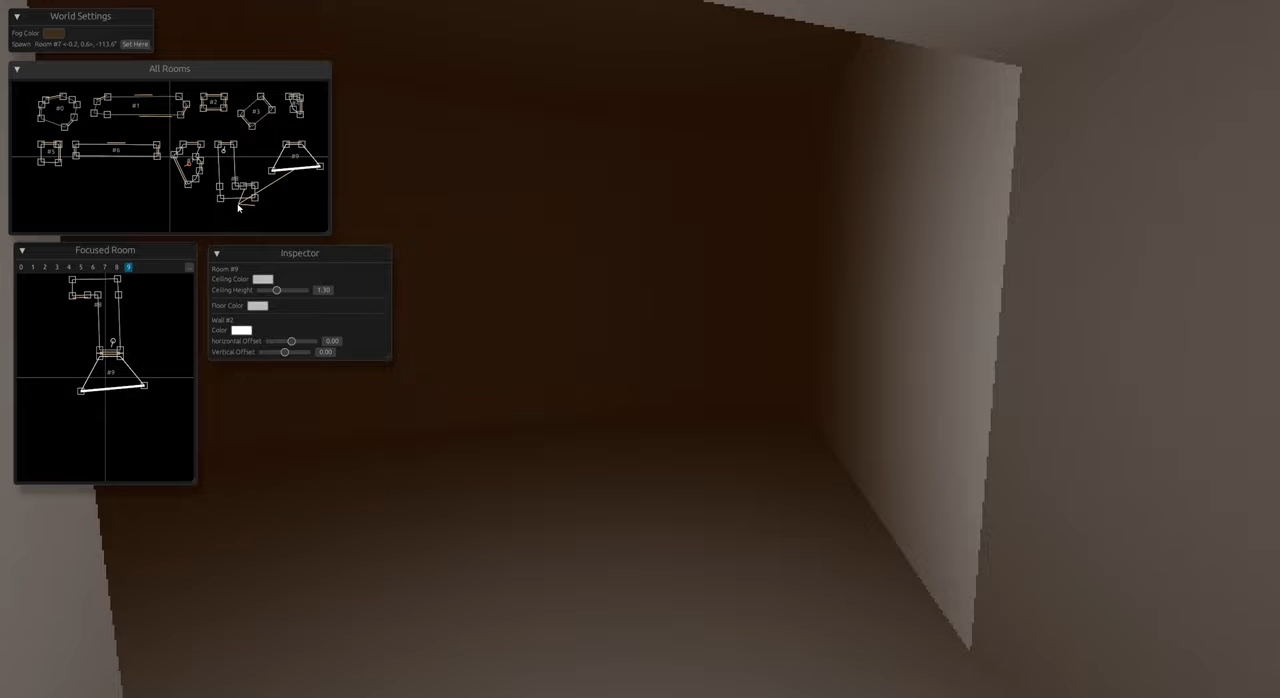 World Settings
Fog Color
Spawn Room #7 <-0.2, 0.6>, -113.6° Set Here
All Rooms
#0 #1 #2 #3
#5 #6 #8 #9
Focused Room
0 1 2 3 4 5 6 7 8 9 ...
#8
#9
Inspector
Room #9
Ceiling Color
Ceiling Height 1.30
Floor Color
Wall #2
Color
horizontal Offset 0.00
Vertical Offset 0.00